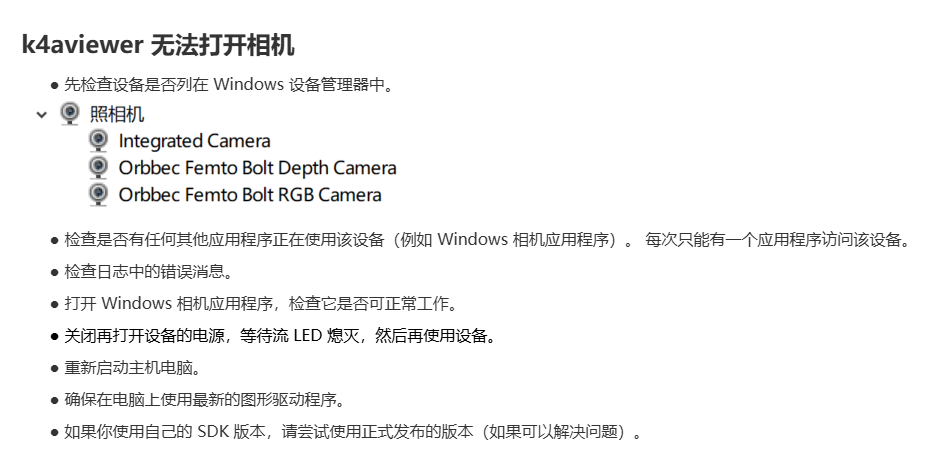 k4aviewer 无法打开相机
● 先检查设备是否列在 Windows 设备管理器中。
照相机
Integrated Camera
Orbbec Femto Bolt Depth Camera
Orbbec Femto Bolt RGB Camera
● 检查是否有任何其他应用程序正在使用该设备（例如 Windows 相机应用程序）。 每次只能有一个应用程序访问该设备。
● 检查日志中的错误消息。
● 打开 Windows 相机应用程序，检查它是否可正常工作。
● 关闭再打开设备的电源，等待流 LED 熄灭，然后再使用设备。
● 重新启动主机电脑。
● 确保在电脑上使用最新的图形驱动程序。
● 如果你使用自己的 SDK 版本，请尝试使用正式发布的版本（如果可以解决问题）。